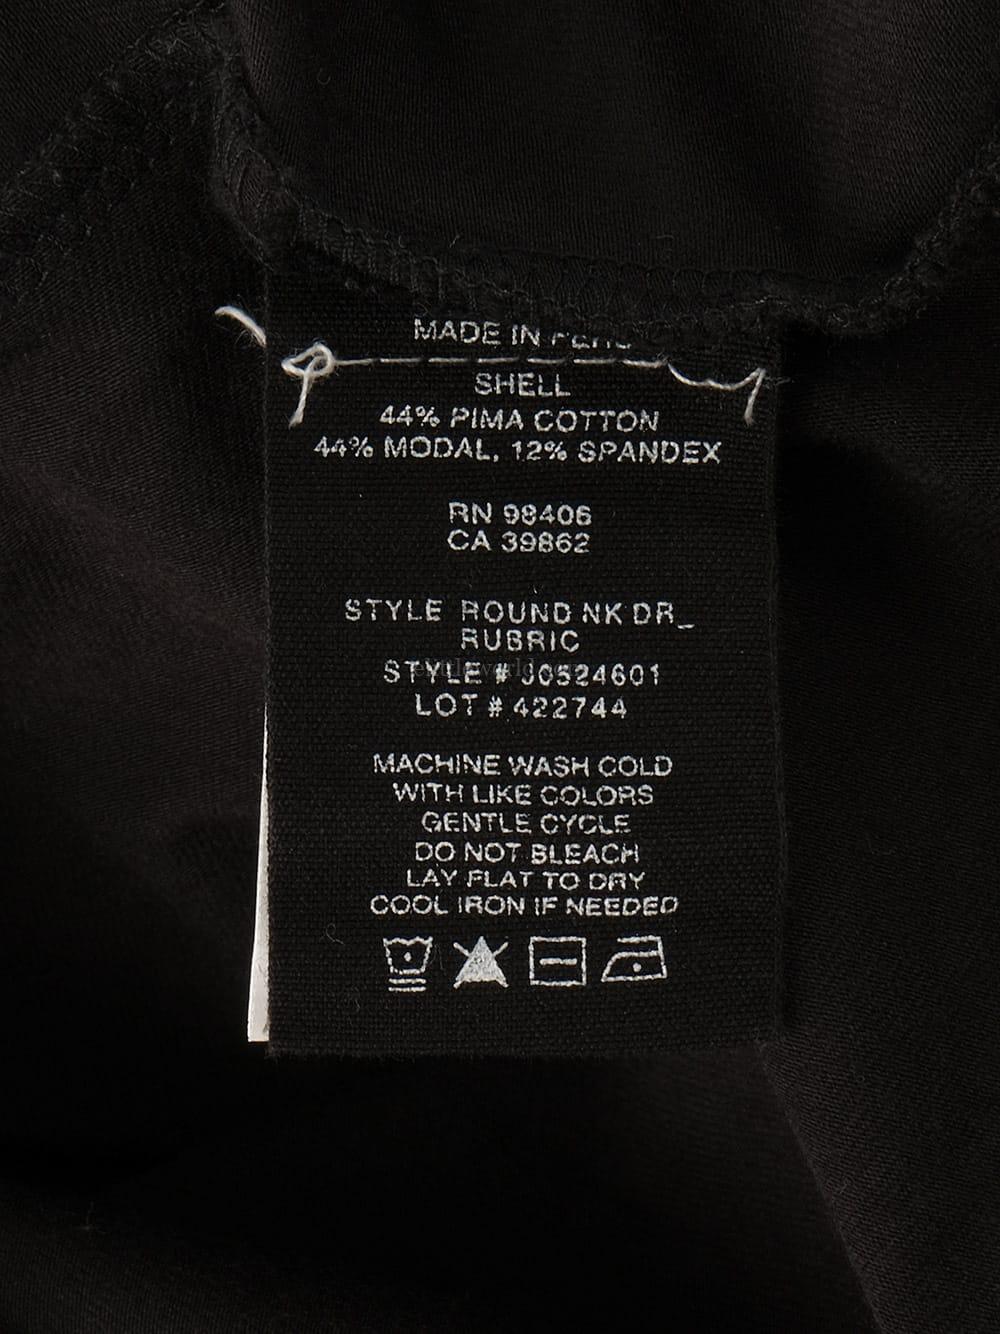 MADE IN PERU
SHELL
44% PIMA COTTON
44% MODAL, 12% SPANDEX
RN 98406
CA 39862
STYLE ROUND NK DR_
RUBRIC
STYLE # J0524601
LOT # 422744
MACHINE WASH COLD
WITH LIKE COLORS
GENTLE CYCLE
DO NOT BLEACH
LAY FLAT TO DRY
COOL IRON IF NEEDED